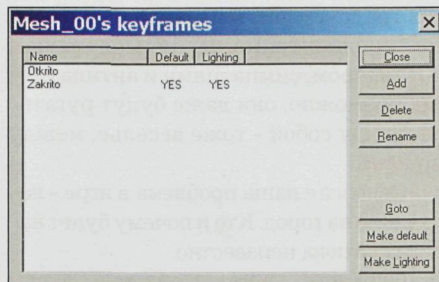 Mesh_00's keyframes
Name Default Lighting
Otkrito
Zakrito YES YES
Close
Add
Delete
Rename
Goto
Make default
Make Lighting